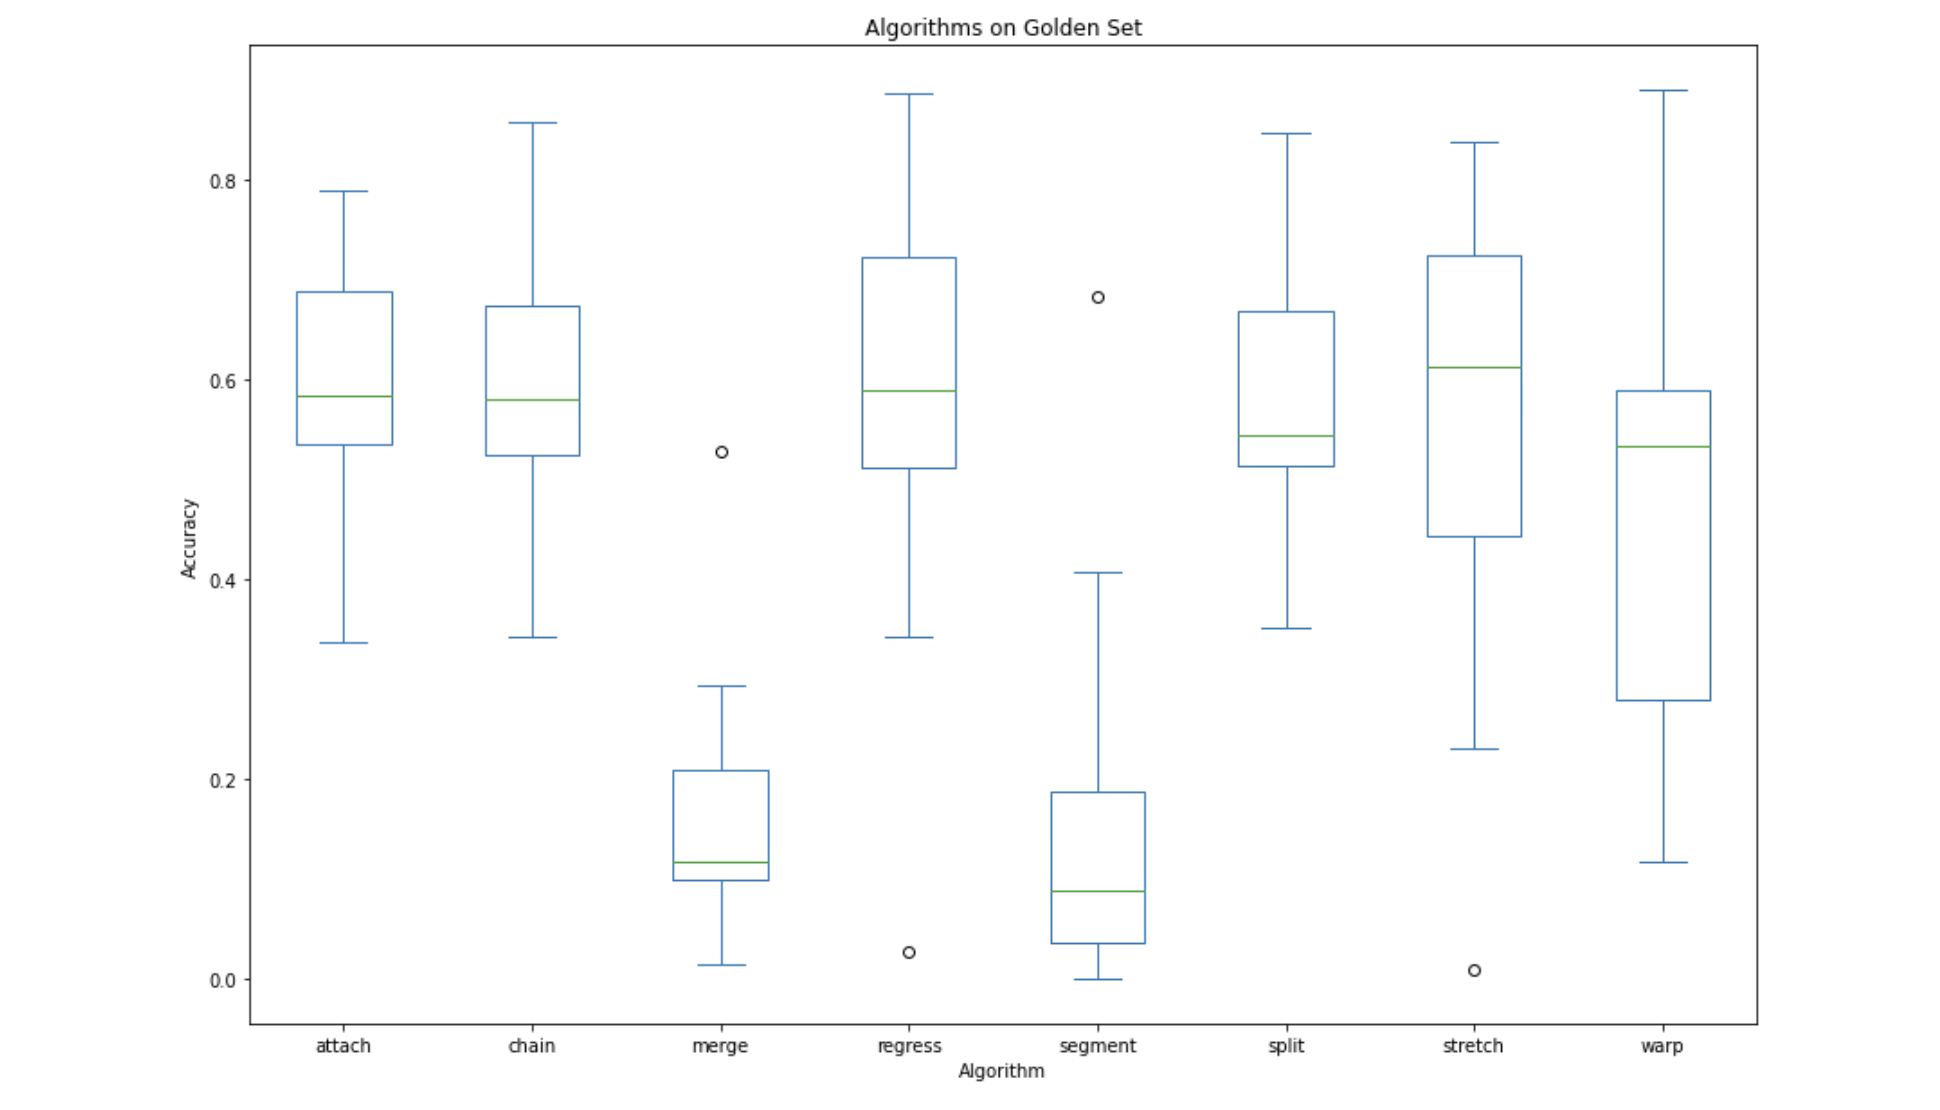 Algorithms on Golden Set
Accuracy
0.8
0.6
0.4
0.2
0.0
attach chain merge regress segment split stretch warp
Algorithm